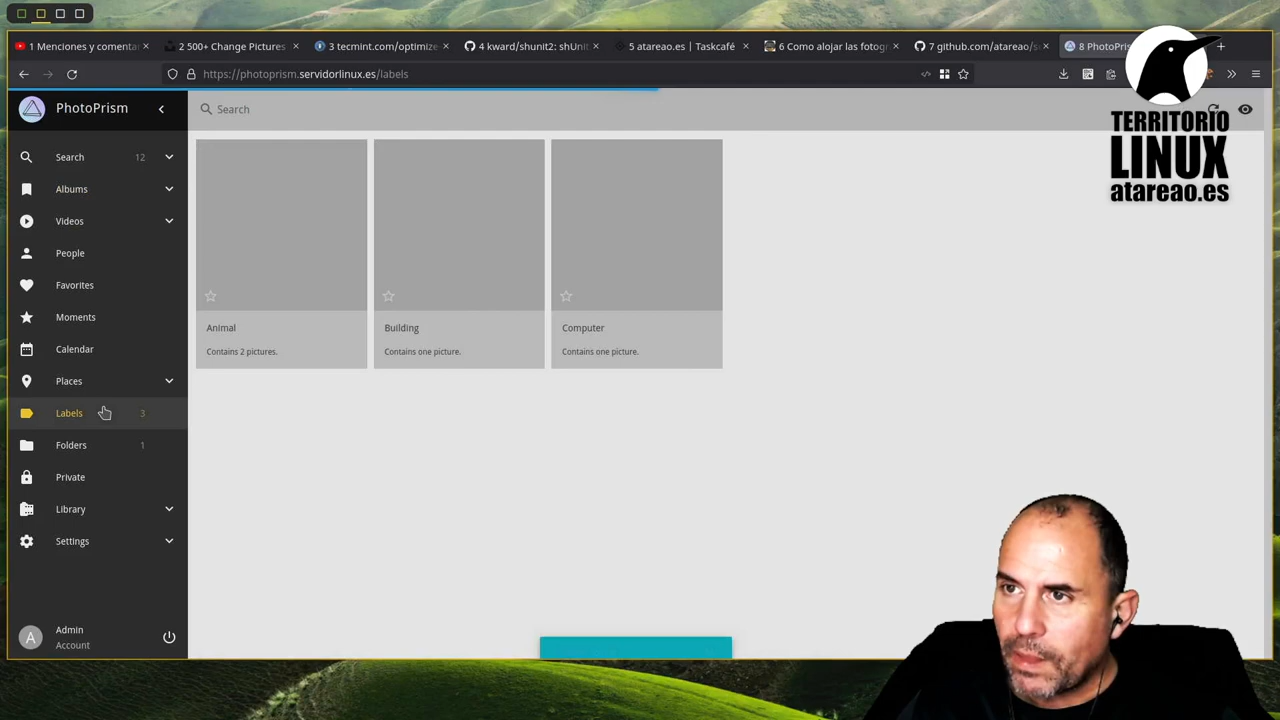 1 Menciones y comenta
2 500+ Change Pictures
3 tecmint.com/optimize
4 kward/shunit2: shUnit
5 atareao.es | Taskcafé
6 Como alojar las fotog
7 github.com/atareao/s
8 PhotoPris
https://photoprism.servidorlinux.es/labels
TERRITORIO
LINUX
atareao.es
PhotoPrism
Search
Search 12
Albums
Videos
People
Favorites
Moments
Calendar
Places
Labels 3
Folders 1
Private
Library
Settings
A
Admin
Account
Animal
Contains 2 pictures.
Building
Contains one picture.
Computer
Contains one picture.